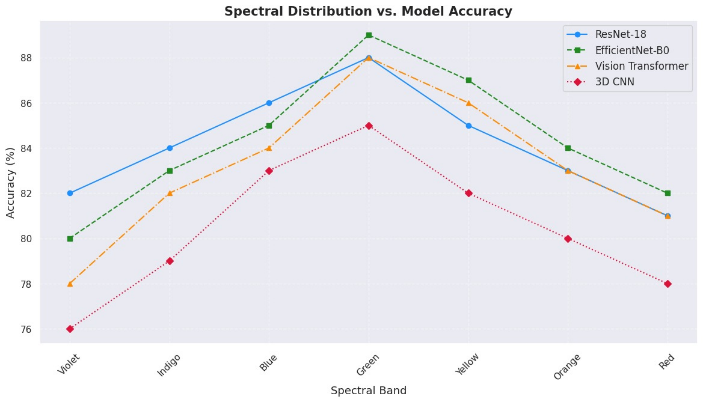 Spectral Distribution vs. Model Accuracy
ResNet-18
EfficientNet-B0
Vision Transformer
3D CNN
Accuracy (%)
88
86
84
82
80
78
76
Violet
Indigo
Blue
Green
Yellow
Orange
Red
Spectral Band